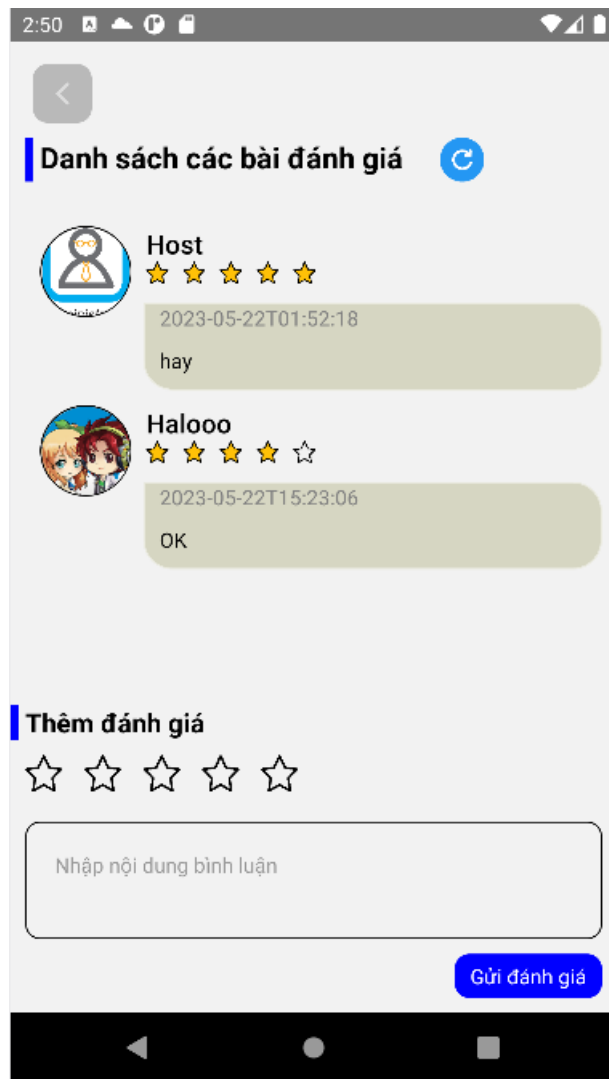 2:50
Danh sách các bài đánh giá
Host
2023-05-22T01:52:18
hay
Halooo
2023-05-22T15:23:06
OK
Thêm đánh giá
Nhập nội dung bình luận
Gửi đánh giá